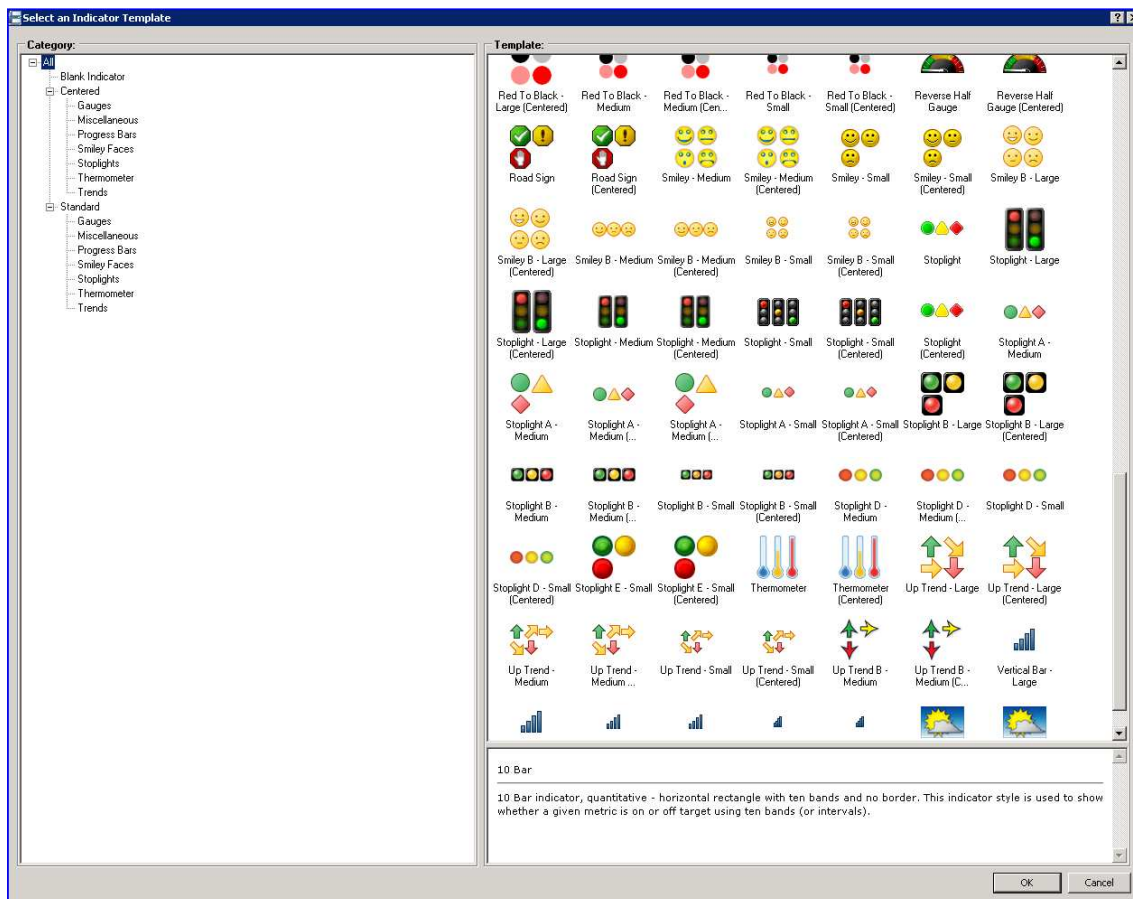 Select an Indicator Template
Category:
All
Blank Indicator
Centered
Gauges
Miscellaneous
Progress Bars
Smiley Faces
Stoplights
Thermometer
Trends
Standard
Gauges
Miscellaneous
Progress Bars
Smiley Faces
Stoplights
Thermometer
Trends
Template:
Red To Black - Red To Black - Red To Black - Red To Black - Red To Black - Reverse Half Reverse Half
Large (Centered) Medium Medium (Cen... Small Small (Centered) Gauge Gauge (Centered)
Road Sign Road Sign Smiley - Medium Smiley - Medium Smiley - Small Smiley - Small Smiley B - Large
(Centered) (Centered) (Centered)
Smiley B - Large Smiley B - Medium Smiley B - Medium Smiley B - Small Smiley B - Small Stoplight Stoplight - Large
(Centered) (Centered) (Centered)
Stoplight - Large Stoplight - Medium Stoplight - Medium Stoplight - Small Stoplight - Small Stoplight Stoplight A -
(Centered) (Centered) (Centered) (Centered) Medium
Stoplight A - Stoplight A - Stoplight A - Stoplight A - Small Stoplight A - Small Stoplight B - Large Stoplight B - Large
Medium Medium (... Medium (... (Centered) (Centered)
Stoplight B - Stoplight B - Stoplight B - Small Stoplight B - Small Stoplight D - Stoplight D - Stoplight D - Small
Medium Medium (... (Centered) Medium Medium (...
Stoplight D - Small Stoplight E - Small Stoplight E - Small Thermometer Thermometer Up Trend - Large Up Trend - Large
(Centered) (Centered) (Centered) (Centered)
Up Trend - Up Trend - Up Trend - Small Up Trend - Small Up Trend B - Up Trend B - Vertical Bar -
Medium Medium ... (Centered) Medium Medium (C... Large
10 Bar
10 Bar indicator, quantitative - horizontal rectangle with ten bands and no border. This indicator style is used to show
whether a given metric is on or off target using ten bands (or intervals).
OK Cancel